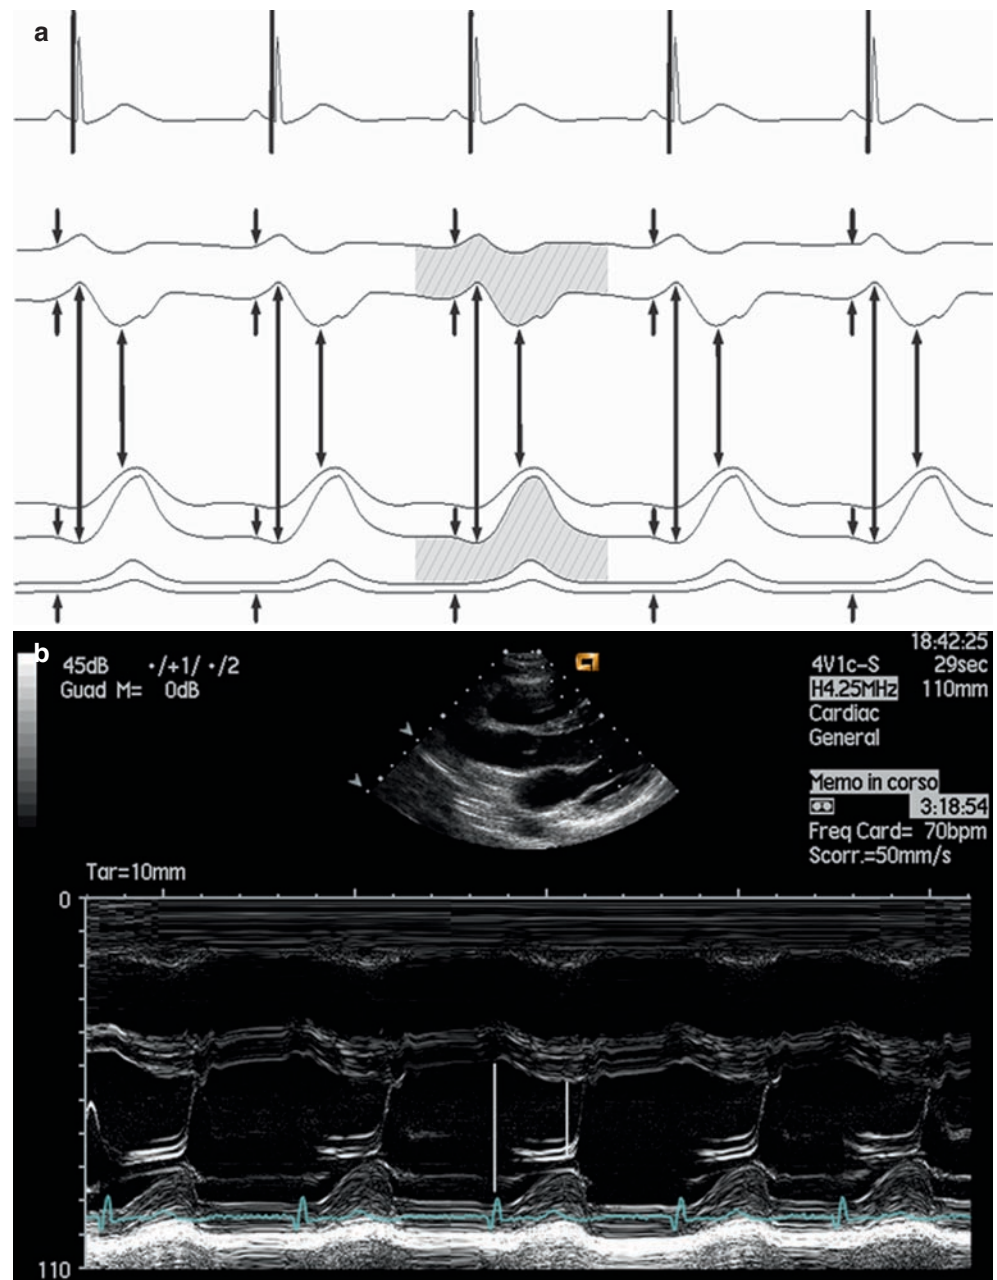 a
b
45dB ·/+1/ ·/2
Guad M= 0dB
18:42:25
4V1c-S 29sec
H4.25MHz 110mm
Cardiac
General
Memo in corso
3:18:54
Freq Card= 70bpm
Scorr.=50mm/s
Tar=10mm
0
110